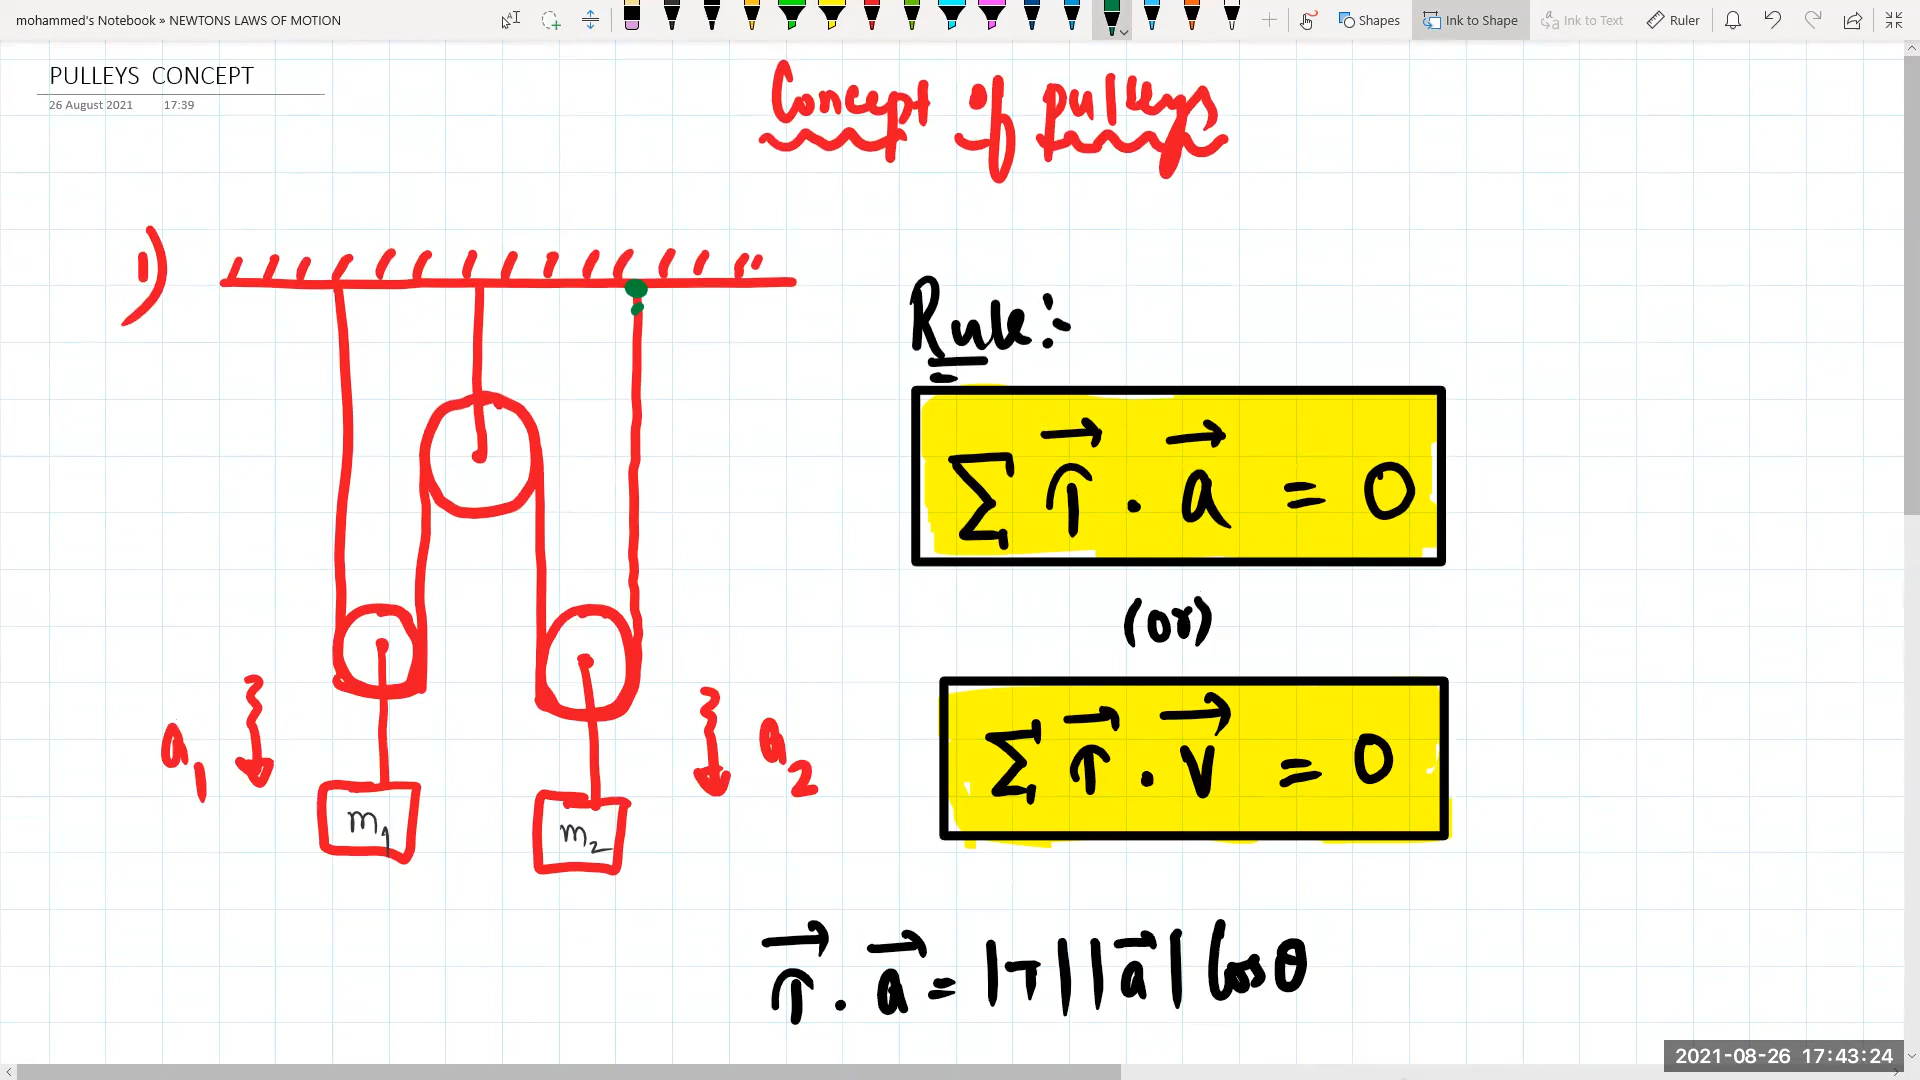 mohammed's Notebook » NEWTONS LAWS OF MOTION
Shapes
Ink to Shape
Ink to Text
Ruler
PULLEYS CONCEPT
26 August 2021 17:39
Concept of pulleys
1)
Rule:-
∑ T⃗ . a⃗ = 0
(or)
∑ T⃗ . v⃗ = 0
a1
a2
m1
m2
T⃗ . a⃗ = |T| |a⃗| Cosθ
2021-08-26 17:43:24